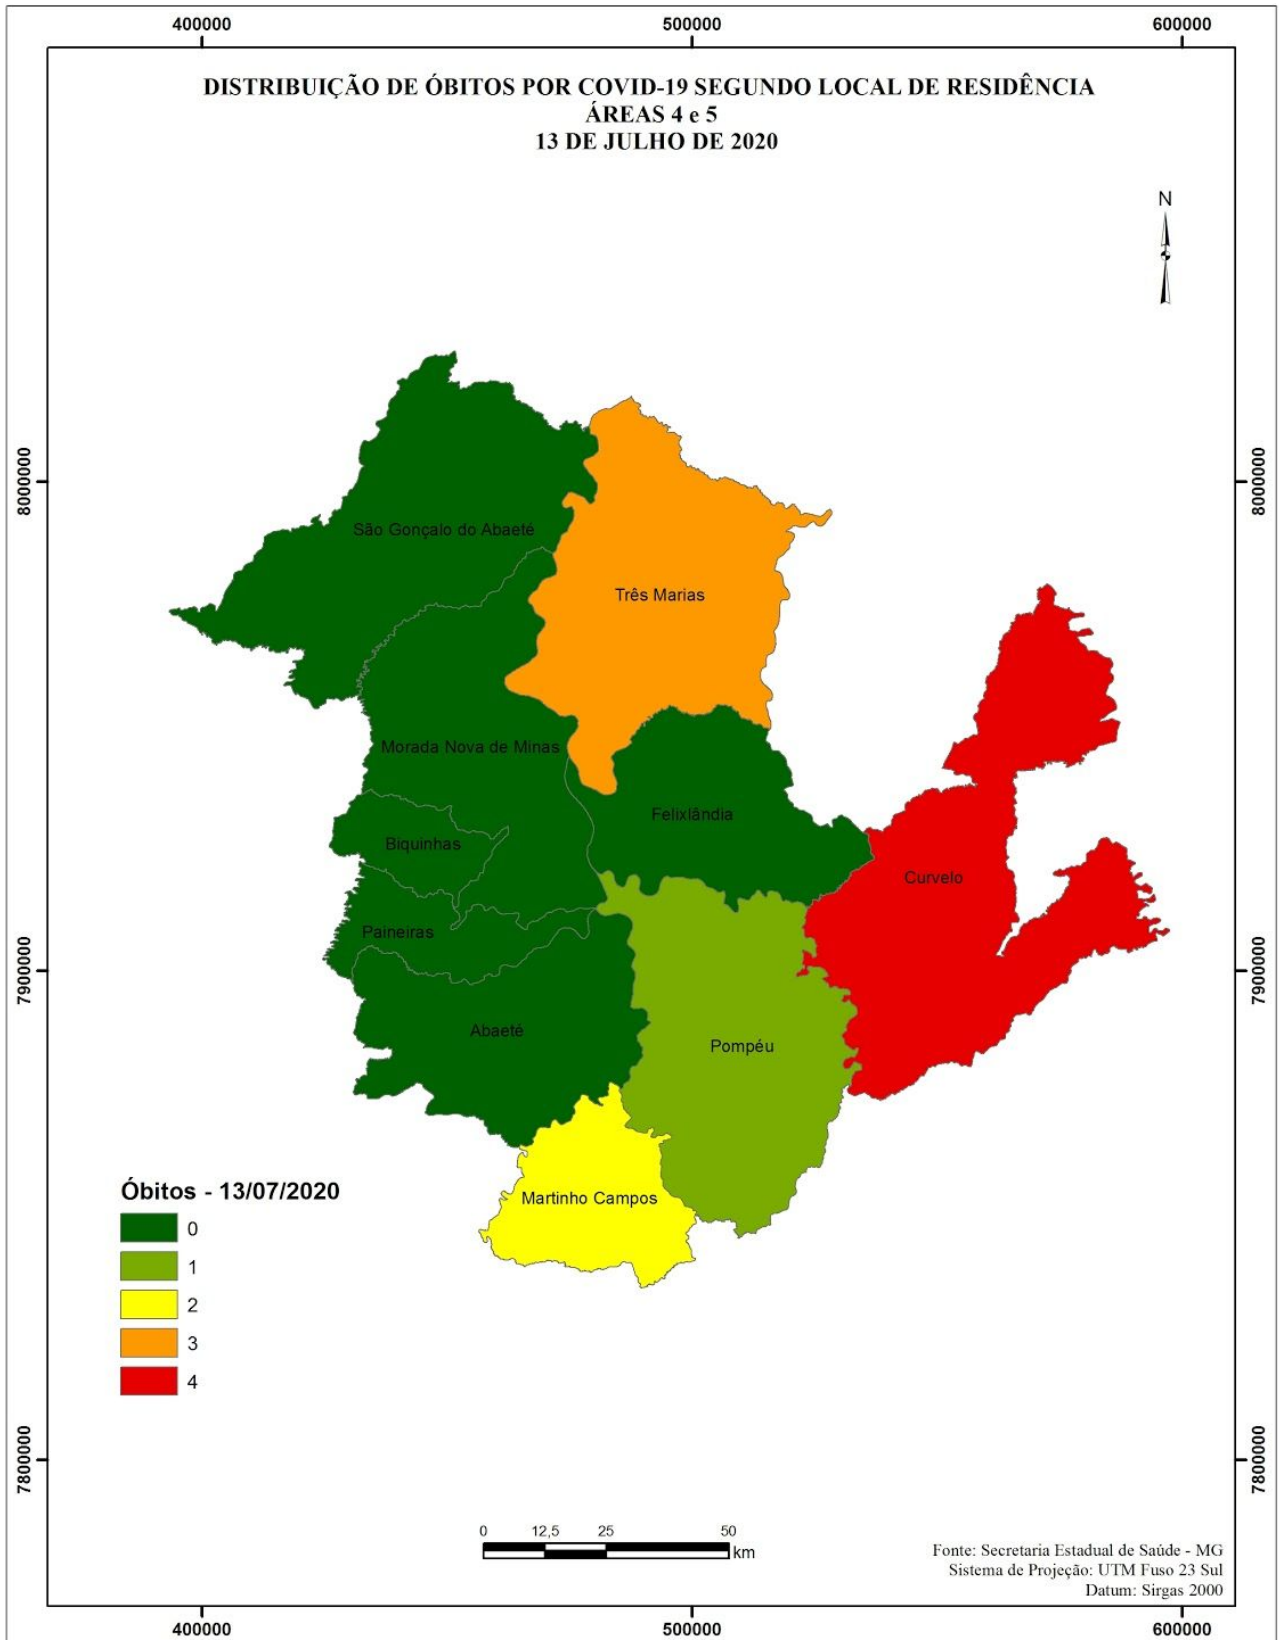 400000
500000
600000
DISTRIBUIÇÃO DE ÓBITOS POR COVID-19 SEGUNDO LOCAL DE RESIDÊNCIA
ÁREAS 4 e 5
13 DE JULHO DE 2020
N
8000000
8000000
São Gonçalo do Abaeté
Três Marias
Morada Nova de Minas
Felixlândia
Biquinhas
Curvelo
Paineiras
7900000
7900000
Abaeté
Pompéu
Martinho Campos
Óbitos - 13/07/2020
0
1
2
3
4
7800000
7800000
0 12,5 25 50
km
Fonte: Secretaria Estadual de Saúde - MG
Sistema de Projeção: UTM Fuso 23 Sul
Datum: Sirgas 2000
400000
500000
600000